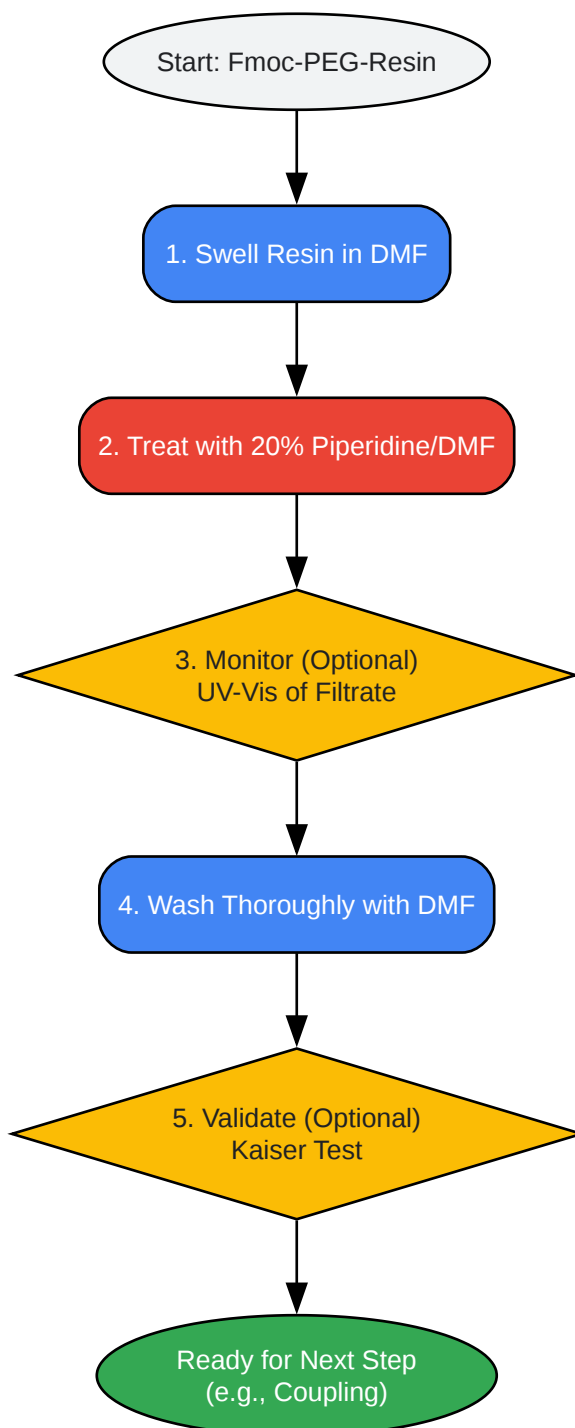 Start: Fmoc-PEG-Resin
1. Swell Resin in DMF
2. Treat with 20% Piperidine/DMF
3. Monitor (Optional)
UV-Vis of Filtrate
4. Wash Thoroughly with DMF
5. Validate (Optional)
Kaiser Test
Ready for Next Step
(e.g., Coupling)